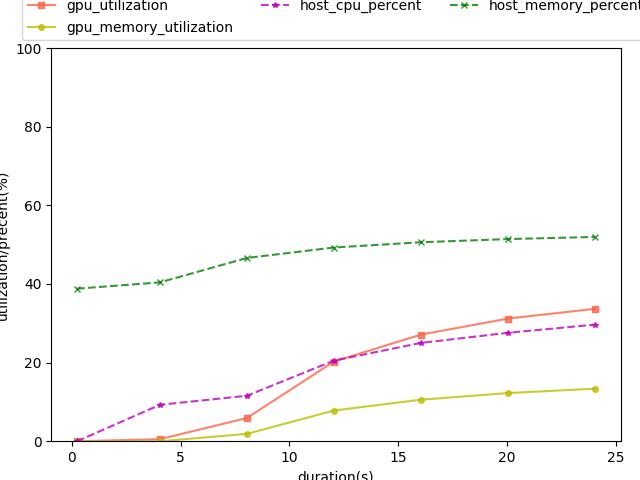 gpu_utilization host_cpu_percent host_memory_percent
gpu_memory_utilization
100
80
60
40
20
0
utilization/precent(%)
0 5 10 15 20 25
duration(s)